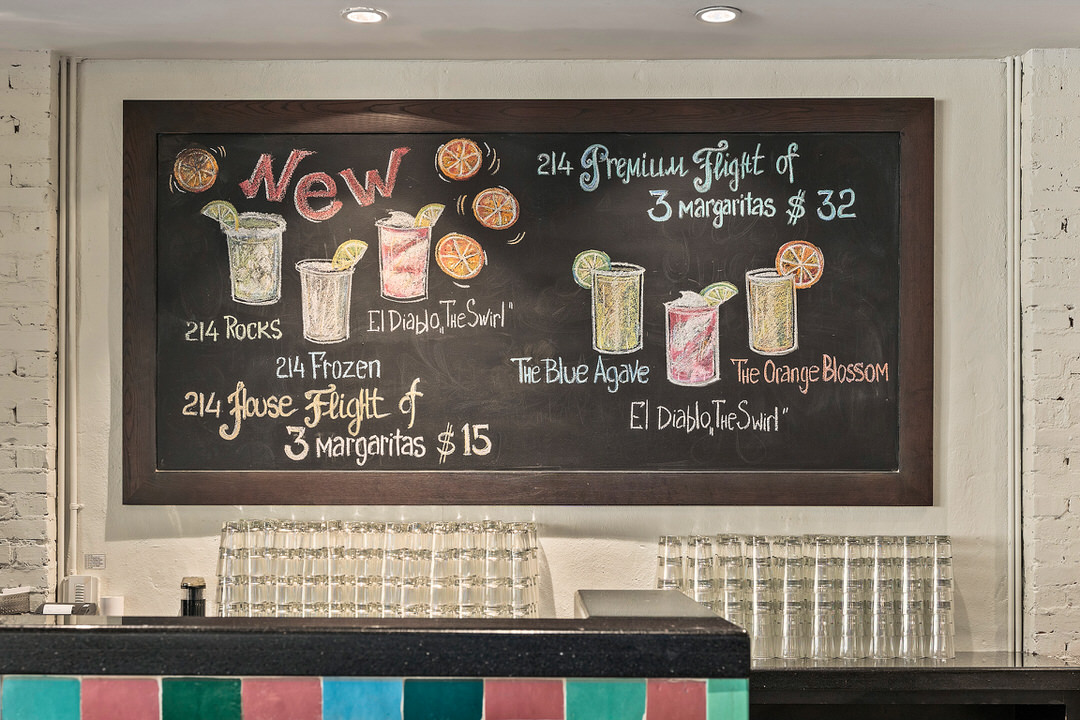 New
214 Rocks
El Diablo „The Swirl"
214 Frozen
214 House Flight of
3 margaritas $15
214 Premium Flight of
3 margaritas $ 32
The Blue Agave
The Orange Blossom
El Diablo „The Swirl"